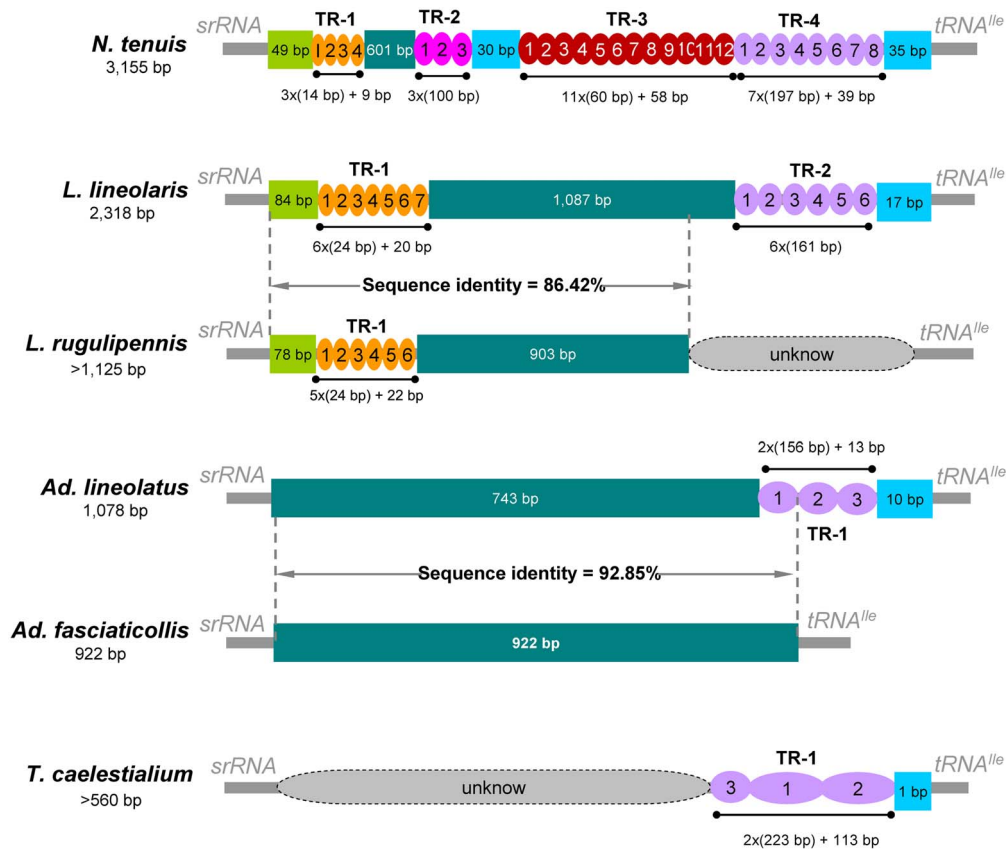 TR-1 TR-2 TR-3 TR-4
srRNA tRNA^Ile
N. tenuis
3,155 bp
49 bp 1 2 3 4 601 bp 1 2 3 30 bp 1 2 3 4 5 6 7 8 9 10 11 12 1 2 3 4 5 6 7 8 35 bp
3x(14 bp) + 9 bp 3x(100 bp) 11x(60 bp) + 58 bp 7x(197 bp) + 39 bp
TR-1 TR-2
srRNA tRNA^Ile
L. lineolaris
2,318 bp
84 bp 1 2 3 4 5 6 7 1,087 bp 1 2 3 4 5 6 17 bp
6x(24 bp) + 20 bp 6x(161 bp)
Sequence identity = 86.42%
TR-1
srRNA tRNA^Ile
L. rugulipennis
>1,125 bp
78 bp 1 2 3 4 5 6 903 bp unknow
5x(24 bp) + 22 bp
2x(156 bp) + 13 bp
srRNA tRNA^Ile
Ad. lineolatus
1,078 bp
743 bp 1 2 3 10 bp
TR-1
Sequence identity = 92.85%
srRNA tRNA^Ile
Ad. fasciaticollis
922 bp
922 bp
TR-1
srRNA tRNA^Ile
T. caelestialium
>560 bp
unknow 3 1 2 1 bp
2x(223 bp) + 113 bp